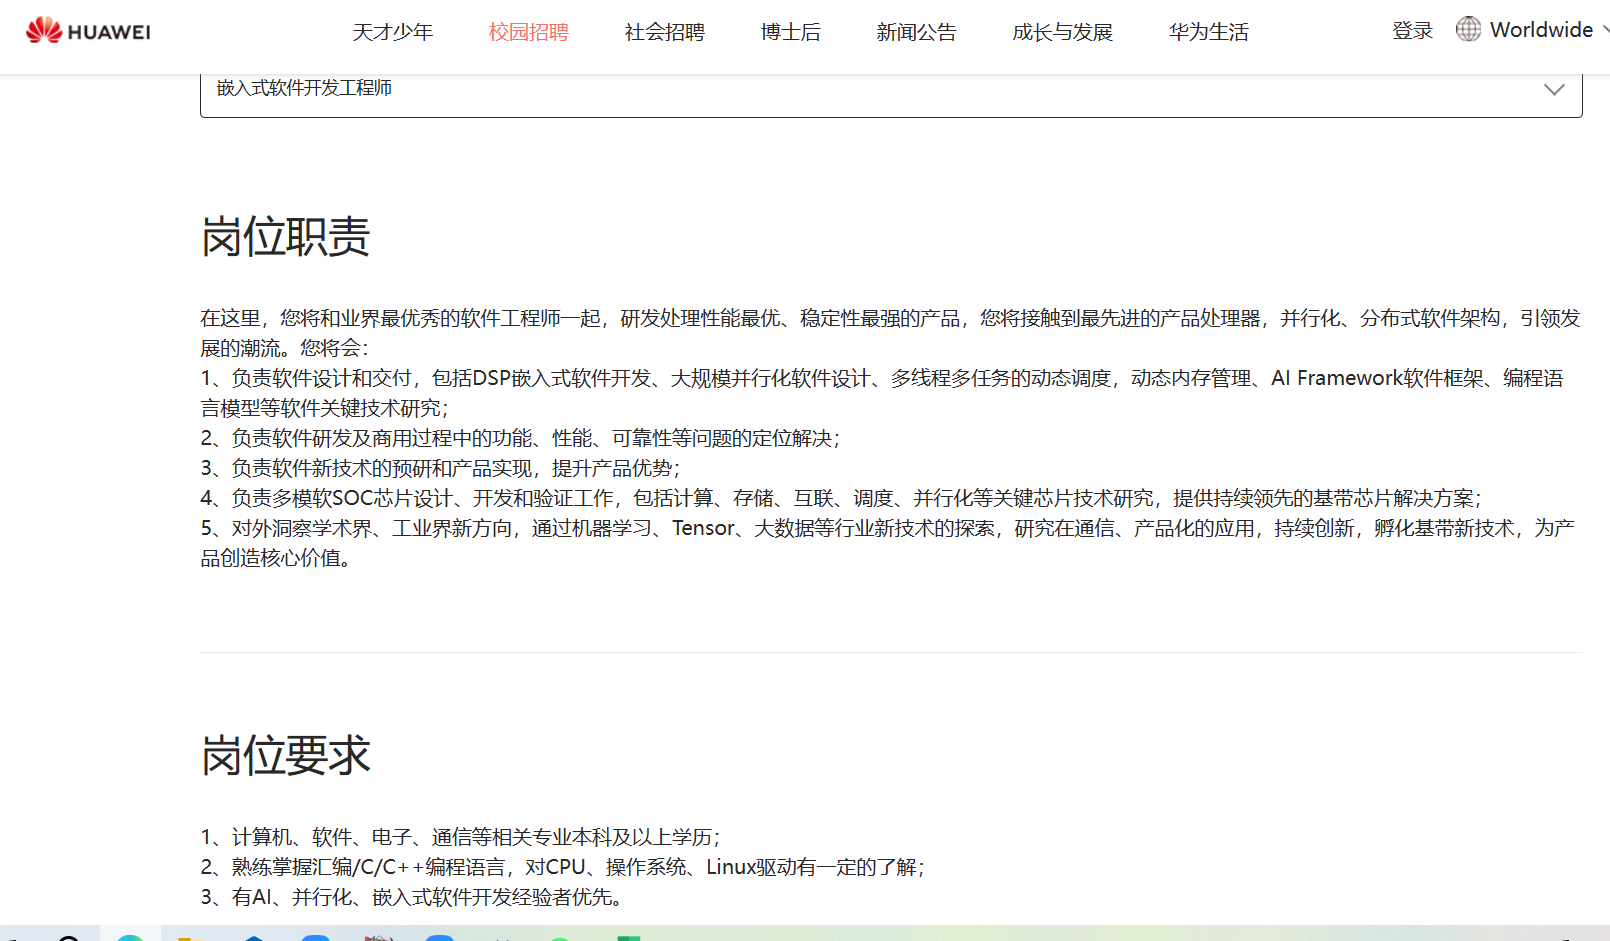 HUAWEI
天才少年
校园招聘
社会招聘
博士后
新闻公告
成长与发展
华为生活
登录
Worldwide
嵌入式软件开发工程师
岗位职责
在这里，您将和业界最优秀的软件工程师一起，研发处理性能最优、稳定性最强的产品，您将接触到最先进的产品处理器，并行化、分布式软件架构，引领发
展的潮流。您将会：
1、负责软件设计和交付，包括DSP嵌入式软件开发、大规模并行化软件设计、多线程多任务的动态调度，动态内存管理、AI Framework软件框架、编程语
言模型等软件关键技术研究；
2、负责软件研发及商用过程中的功能、性能、可靠性等问题的定位解决；
3、负责软件新技术的预研和产品实现，提升产品优势；
4、负责多模软SOC芯片设计、开发和验证工作，包括计算、存储、互联、调度、并行化等关键芯片技术研究，提供持续领先的基带芯片解决方案；
5、对外洞察学术界、工业界新方向，通过机器学习、Tensor、大数据等行业新技术的探索，研究在通信、产品化的应用，持续创新，孵化基带新技术，为产
品创造核心价值。
岗位要求
1、计算机、软件、电子、通信等相关专业本科及以上学历；
2、熟练掌握汇编/C/C++编程语言，对CPU、操作系统、Linux驱动有一定的了解；
3、有AI、并行化、嵌入式软件开发经验者优先。